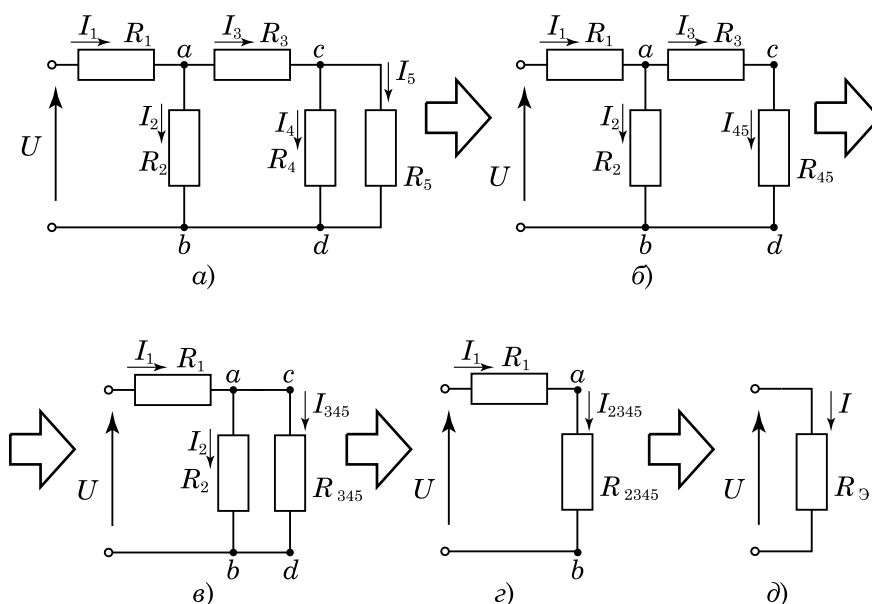 I1 R1 a I3 R3 c I5
U I2 R2 I4 R4 R5
b d
а)
I1 R1 a I3 R3 c
U I2 R2 I45 R45
b d
б)
I1 R1 a c I345
U I2 R2 R345
b d
в)
I1 R1 a I2345
U R2345
b
г)
I
U RЭ
д)